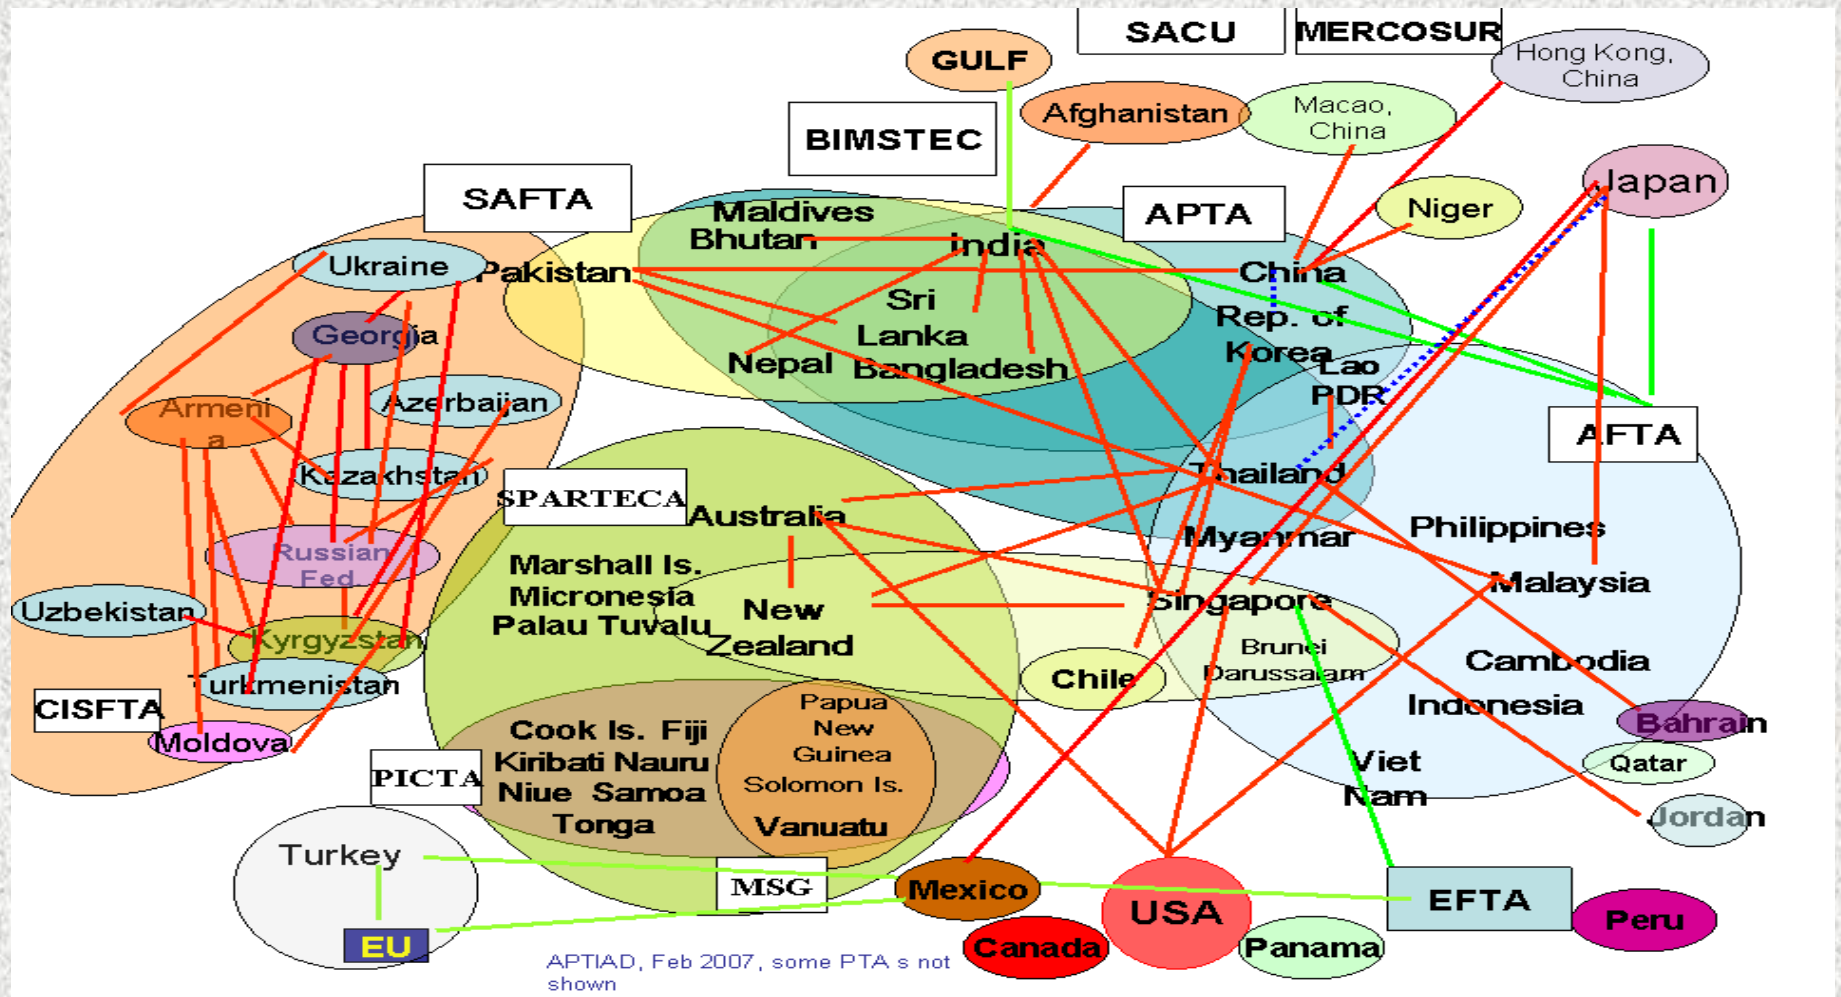 SACU
MERCOSUR
GULF
Hong Kong,
China
Afghanistan
Macao,
China
BIMSTEC
Japan
SAFTA
APTA
Niger
Maldives
Bhutan
India
Ukraine
Pakistan
China
Sri
Lanka
Rep. of
Korea
Georgia
Nepal
Bangladesh
Lao
PDR
Armeni
a
Azerbaijan
AFTA
Kazakhstan
Thailand
SPARTECA
Australia
Philippines
Myanmar
Russian
Fed
Marshall Is.
Micronesia
Palau Tuvalu
Malaysia
Uzbekistan
New
Zealand
Singapore
Kyrgyzstan
Brunei
Darussalam
Cambodia
Turkmenistan
Chile
CISFTA
Papua
New
Guinea
Solomon Is.
Vanuatu
Indonesia
Bahrain
Moldova
Cook Is. Fiji
Kiribati Nauru
Niue Samoa
Tonga
PICTA
Viet
Nam
Qatar
Jordan
Turkey
MSG
Mexico
USA
EFTA
Peru
EU
Canada
Panama
APTIAD, Feb 2007, some PTA s not
shown